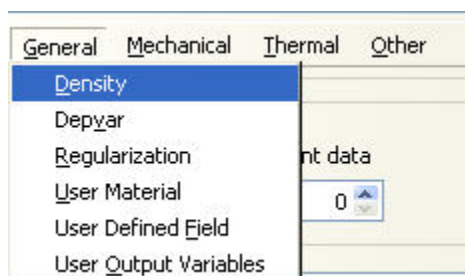 General Mechanical Thermal Other
Density
Depvar
Regularization nt data
User Material 0
User Defined Field
User Output Variables